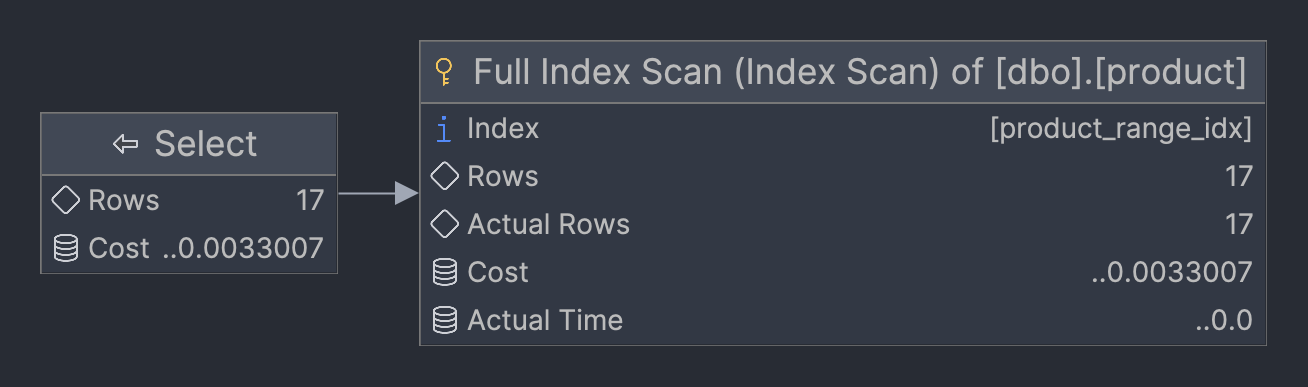 Select
Rows 17
Cost ..0.0033007
Full Index Scan (Index Scan) of [dbo].[product]
i Index [product_range_idx]
Rows 17
Actual Rows 17
Cost ..0.0033007
Actual Time ..0.0